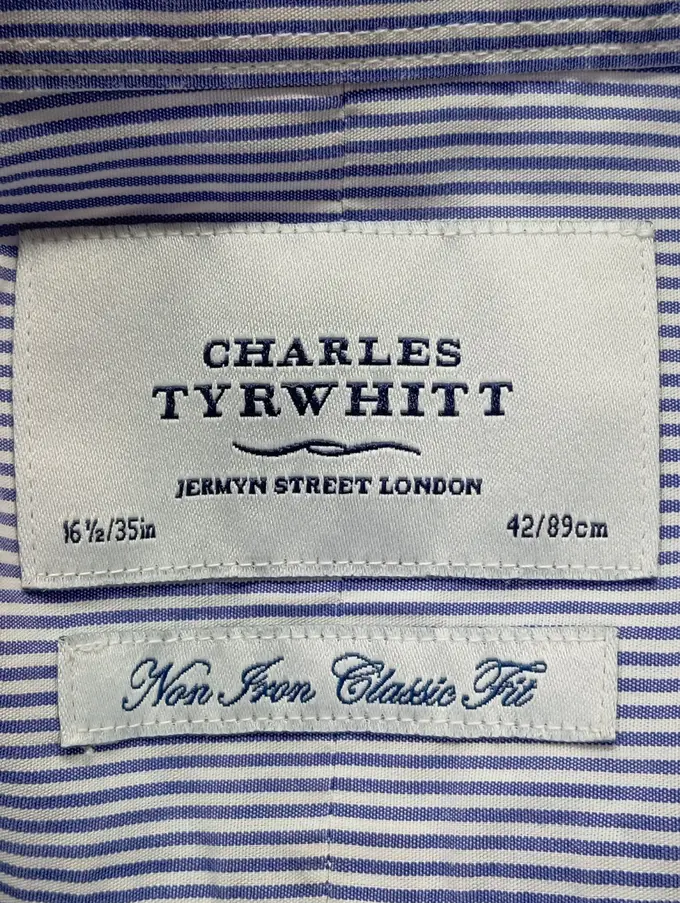 CHARLES
TYRWHITT
JERMYN STREET LONDON
16 ½/35in 42/89cm
Non Iron Classic Fit